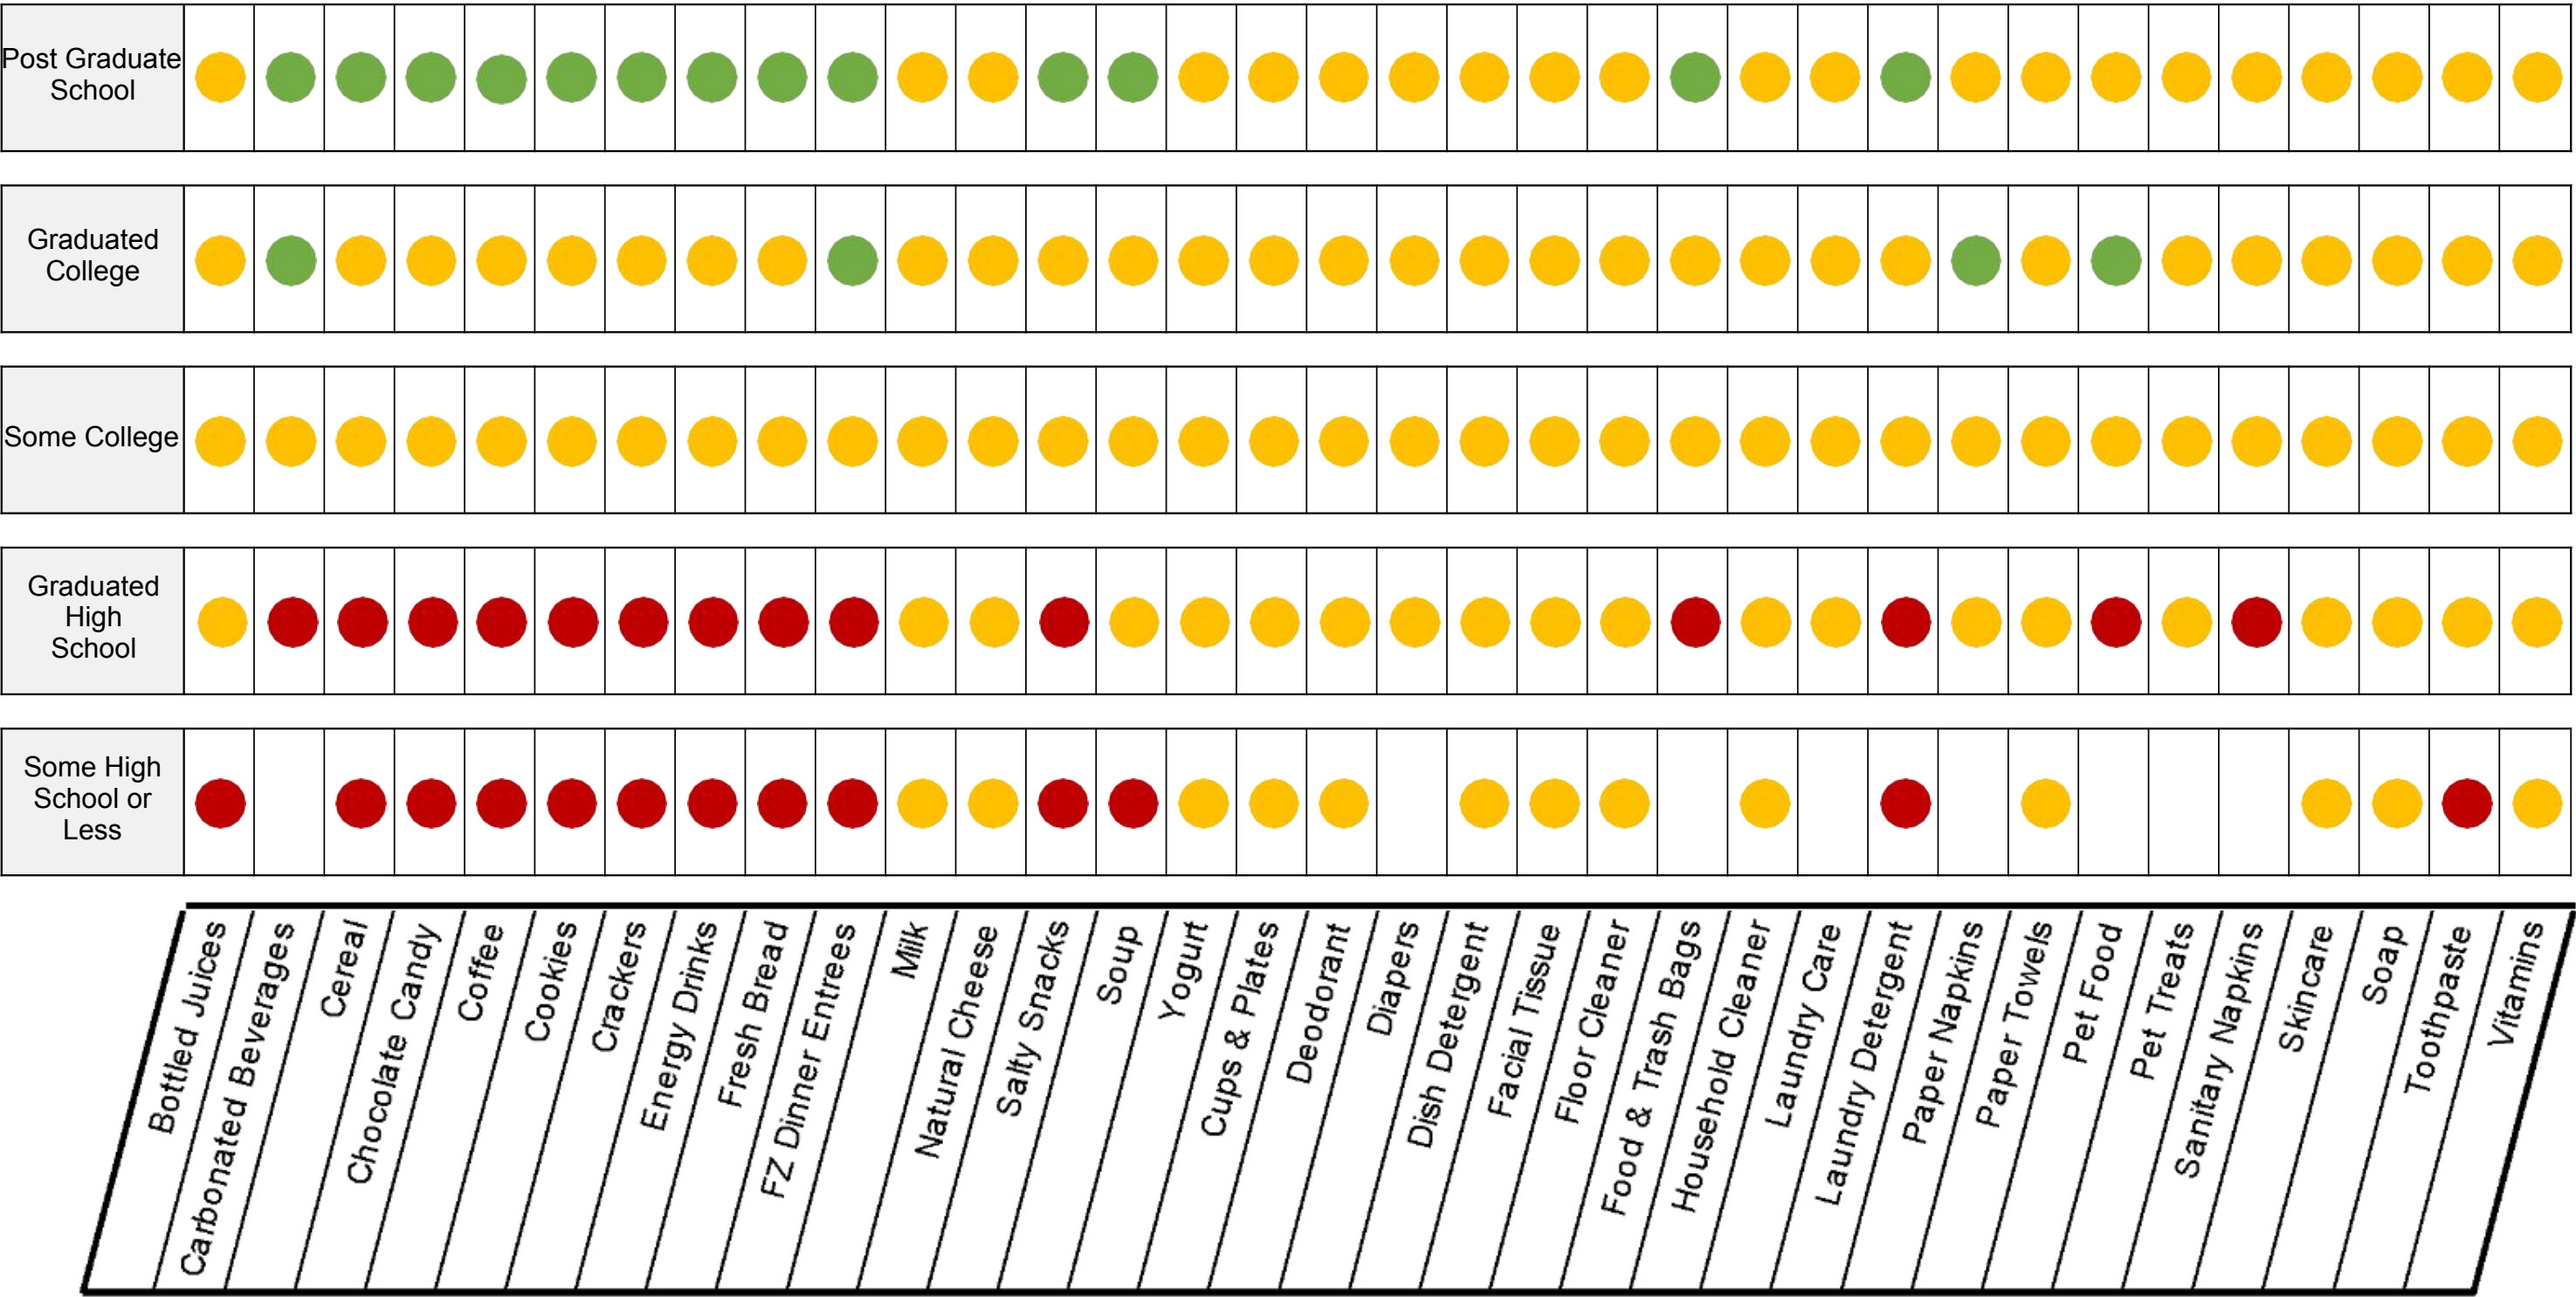 Post Graduate
School
Graduated
College
Some College
Graduated
High
School
Some High
School or
Less
Bottled Juices
Carbonated Beverages
Cereal
Chocolate Candy
Coffee
Cookies
Crackers
Energy Drinks
Fresh Bread
FZ Dinner Entrees
Milk
Natural Cheese
Salty Snacks
Soup
Yogurt
Cups & Plates
Deodorant
Diapers
Dish Detergent
Facial Tissue
Floor Cleaner
Food & Trash Bags
Household Cleaner
Laundry Care
Laundry Detergent
Paper Napkins
Paper Towels
Pet Food
Pet Treats
Sanitary Napkins
Skincare
Soap
Toothpaste
Vitamins